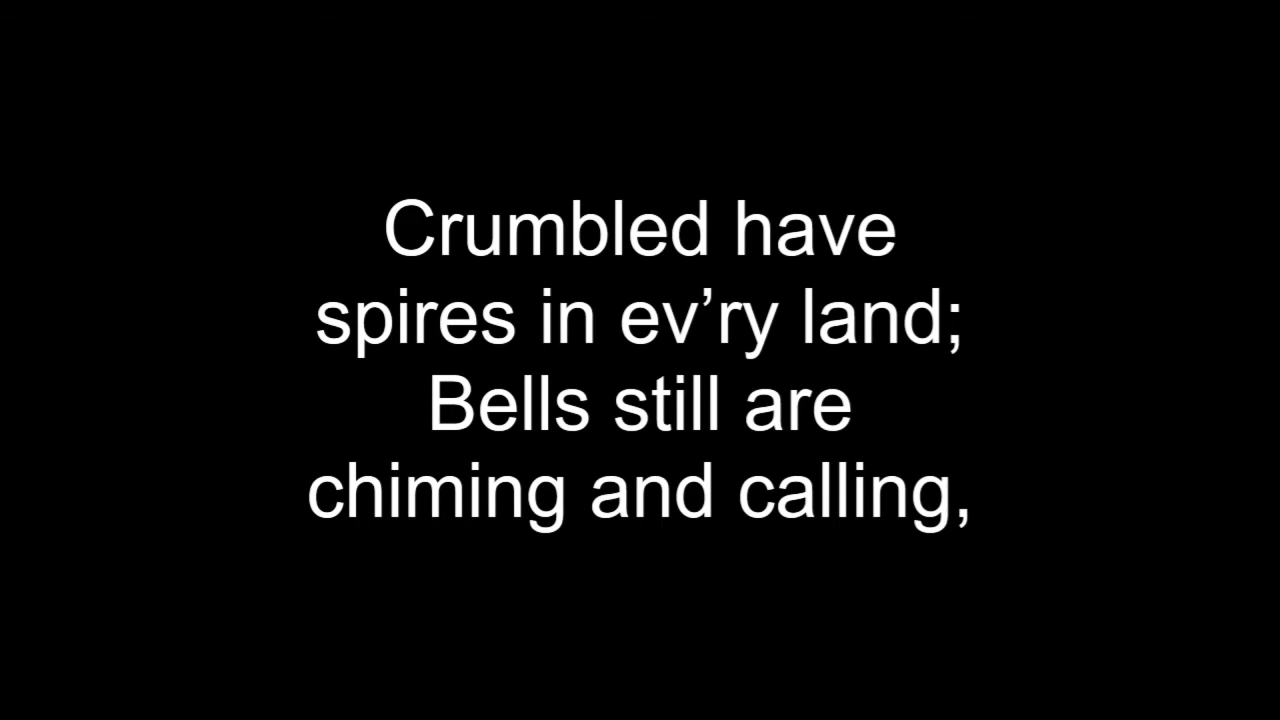 Crumbled have
spires in ev’ry land;
Bells still are
chiming and calling,